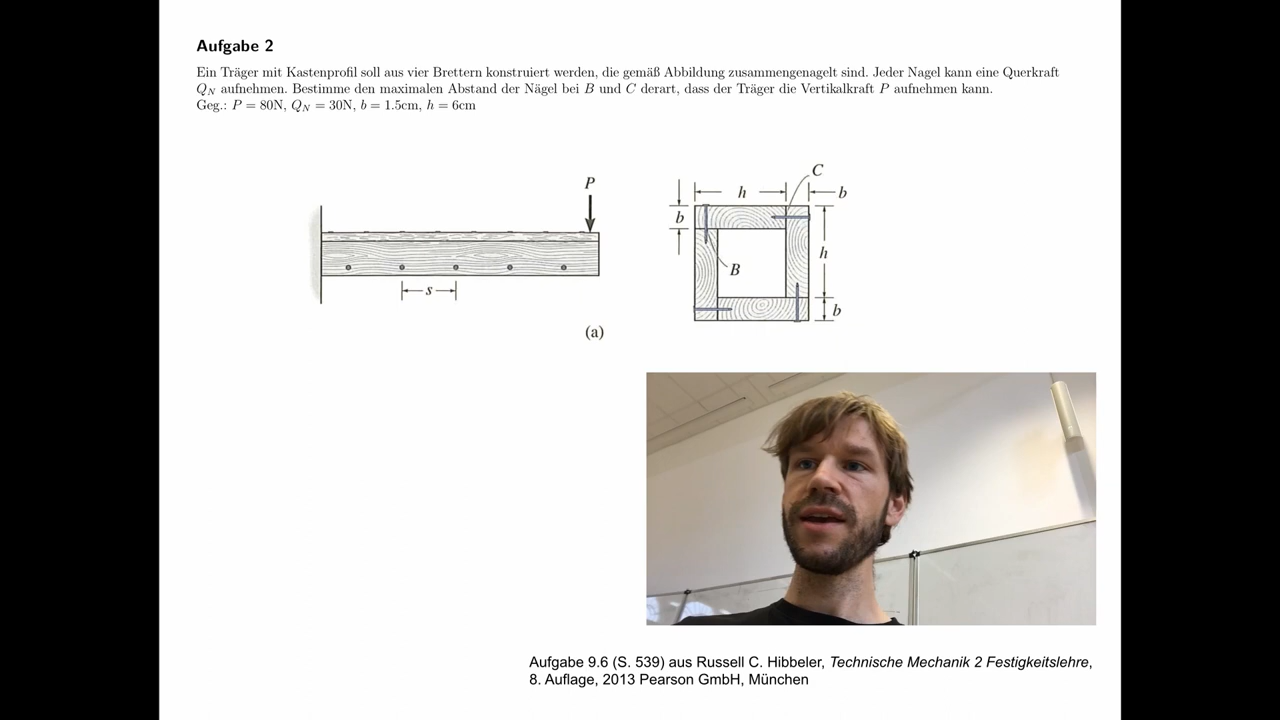 Aufgabe 2
Ein Träger mit Kastenprofil soll aus vier Brettern konstruiert werden, die gemäß Abbildung zusammengenagelt sind. Jeder Nagel kann eine Querkraft
Q_N aufnehmen. Bestimme den maximalen Abstand der Nägel bei B und C derart, dass der Träger die Vertikalkraft P aufnehmen kann.
Geg.: P = 80N, Q_N = 30N, b = 1.5cm, h = 6cm
P
s
(a)
C
h
b
b
h
B
b
Aufgabe 9.6 (S. 539) aus Russell C. Hibbeler, Technische Mechanik 2 Festigkeitslehre,
8. Auflage, 2013 Pearson GmbH, München